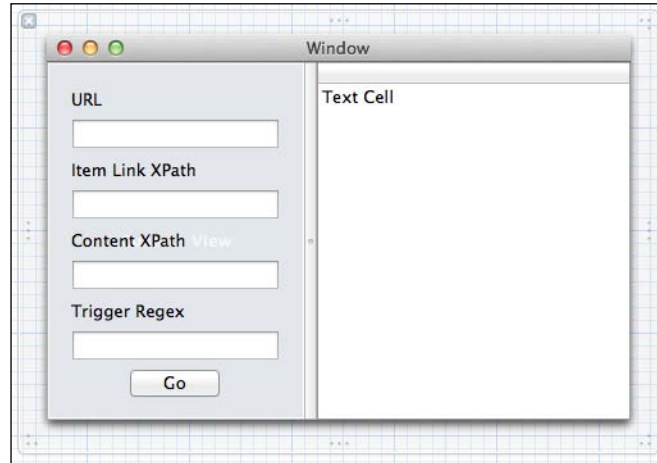 Window
URL
Item Link XPath
Content XPath View
Trigger Regex
Go
Text Cell